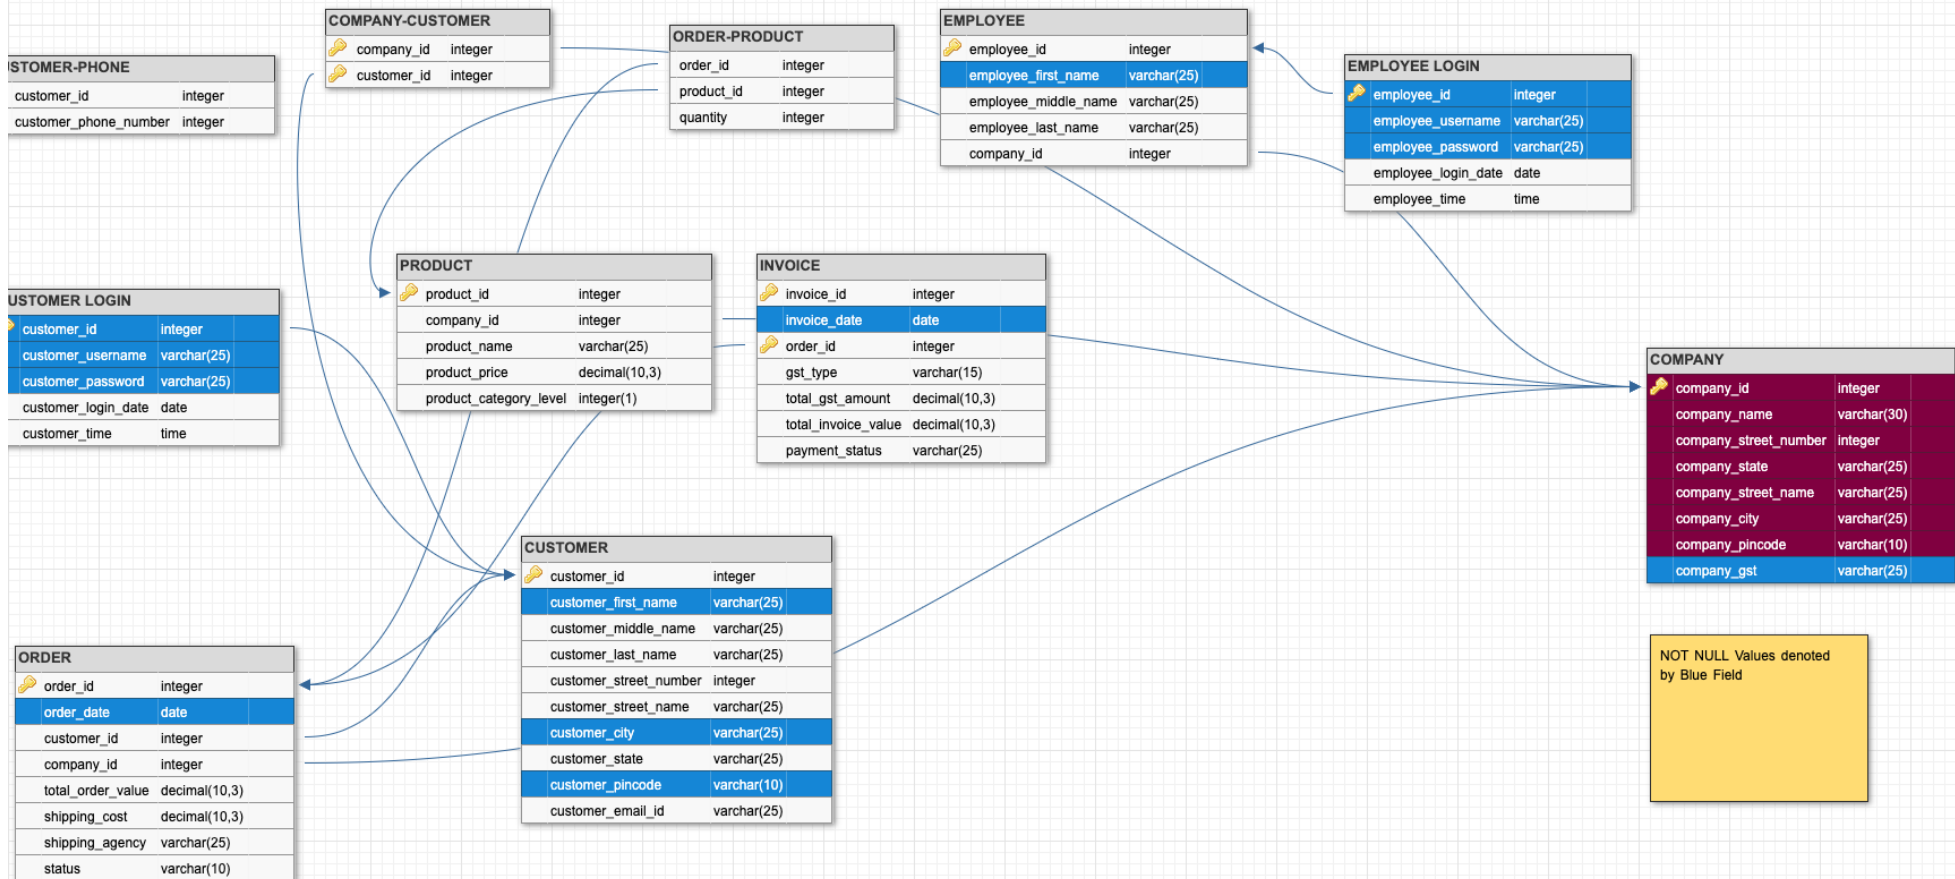 COMPANY-CUSTOMER
company_id integer
customer_id integer
STOMER-PHONE
customer_id integer
customer_phone_number integer
ORDER-PRODUCT
order_id integer
product_id integer
quantity integer
EMPLOYEE
employee_id integer
employee_first_name varchar(25)
employee_middle_name varchar(25)
employee_last_name varchar(25)
company_id integer
EMPLOYEE LOGIN
employee_id integer
employee_username varchar(25)
employee_password varchar(25)
employee_login_date date
employee_time time
USTOMER LOGIN
customer_id integer
customer_username varchar(25)
customer_password varchar(25)
customer_login_date date
customer_time time
PRODUCT
product_id integer
company_id integer
product_name varchar(25)
product_price decimal(10,3)
product_category_level integer(1)
INVOICE
invoice_id integer
invoice_date date
order_id integer
gst_type varchar(15)
total_gst_amount decimal(10,3)
total_invoice_value decimal(10,3)
payment_status varchar(25)
COMPANY
company_id integer
company_name varchar(30)
company_street_number integer
company_state varchar(25)
company_street_name varchar(25)
company_city varchar(25)
company_pincode varchar(10)
company_gst varchar(25)
CUSTOMER
customer_id integer
customer_first_name varchar(25)
customer_middle_name varchar(25)
customer_last_name varchar(25)
customer_street_number integer
customer_street_name varchar(25)
customer_city varchar(25)
customer_state varchar(25)
customer_pincode varchar(10)
customer_email_id varchar(25)
ORDER
order_id integer
order_date date
customer_id integer
company_id integer
total_order_value decimal(10,3)
shipping_cost decimal(10,3)
shipping_agency varchar(25)
status varchar(10)
NOT NULL Values denoted
by Blue Field